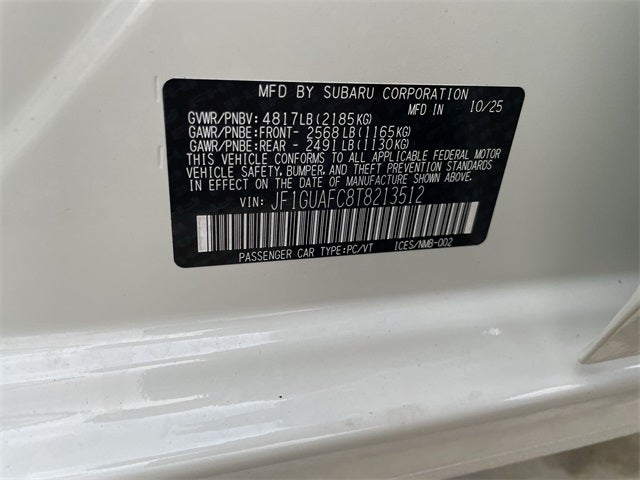 MFD BY SUBARU CORPORATION
GVWR/PNBV: 4817LB(2185KG) MFD IN 10/25
GAWR/PNBE:FRONT- 2568LB(1165KG)
GAWR/PNBE:REAR - 2491LB(1130KG)
THIS VEHICLE CONFORMS TO ALL APPLICABLE FEDERAL MOTOR
VEHICLE SAFETY, BUMPER, AND THEFT PREVENTION STANDARDS
IN EFFECT ON THE DATE OF MANUFACTURE SHOWN ABOVE.
VIN: JF1GUAFC8T8213512
PASSENGER CAR TYPE:PC/VT ICES/NMB-002